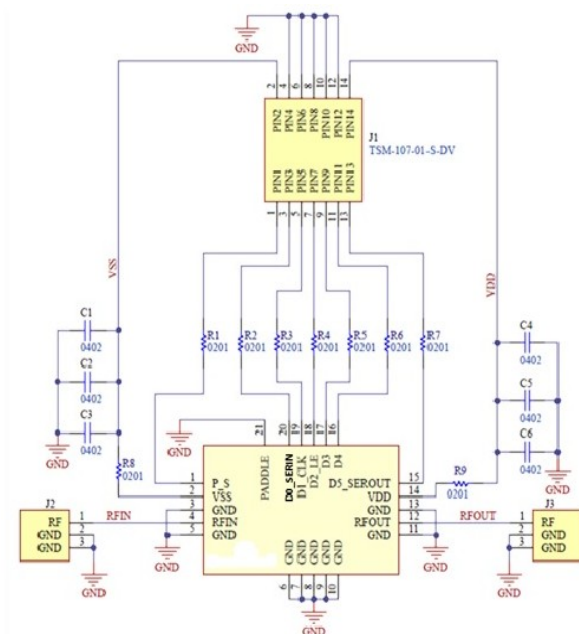 GND
2 4 6 8 10 12 14
PIN2 PIN4 PIN6 PIN8 PIN10 PIN12 PIN14
J1
TSM-107-01-S-DV
PIN1 PIN3 PIN5 PIN7 PIN9 PIN11 PIN13
1 3 5 7 9 11 13
VSS
VDD
C1
0402
C2
0402
C3
0402
GND
R1 R2 R3 R4 R5 R6 R7
0201 0201 0201 0201 0201 0201 0201
C4
0402
C5
0402
C6
0402
GND
R8
0201
R9
0201
GND
21 20 19 18 17 16
PADDLE D0_SERIN D1_CLK D2_LE D3 D4
1 P_S
2 VSS
3 GND
4 RFIN
5 GND
D5_SEROUT 15
VDD 14
GND 13
RFOUT 12
GND 11
GND GND GND GND GND
6 7 8 9 10
GND
J2
RF 1
GND 2
GND 3
RFIN
GND
GND
RFOUT
GND
J3
1 RF
2 GND
3 GND
GND